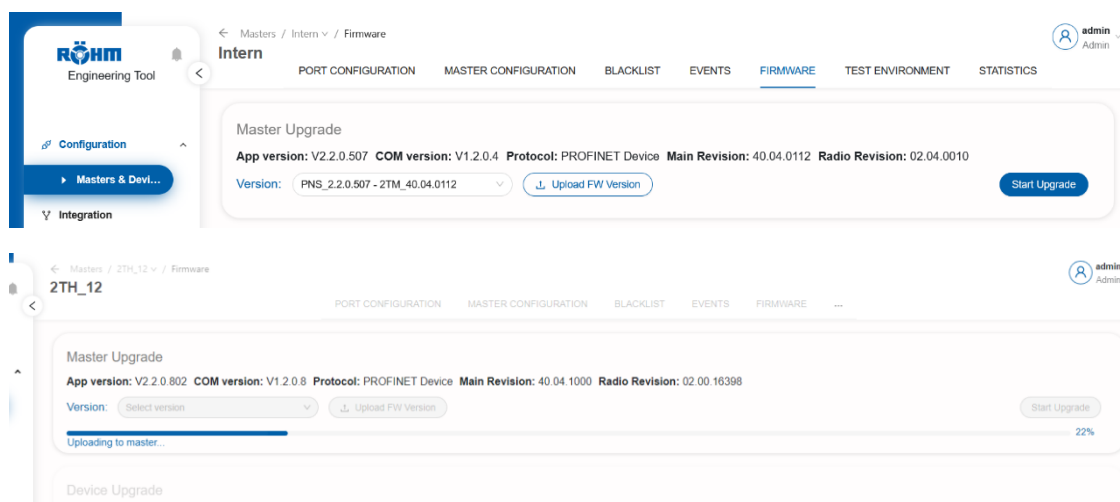 ← Masters / Intern / Firmware
admin
Admin
RÖHM
Engineering Tool
Intern
PORT CONFIGURATION MASTER CONFIGURATION BLACKLIST EVENTS FIRMWARE TEST ENVIRONMENT STATISTICS
Master Upgrade
Configuration
App version: V2.2.0.507 COM version: V1.2.0.4 Protocol: PROFINET Device Main Revision: 40.04.0112 Radio Revision: 02.04.0010
Masters & Devi...
Version: PNS_2.2.0.507 - 2TM_40.04.0112 Upload FW Version Start Upgrade
Integration
← Masters / 2TH_12 / Firmware
admin
Admin
2TH_12
PORT CONFIGURATION MASTER CONFIGURATION BLACKLIST EVENTS FIRMWARE ...
Master Upgrade
App version: V2.2.0.802 COM version: V1.2.0.8 Protocol: PROFINET Device Main Revision: 40.04.1000 Radio Revision: 02.00.16398
Version: Select version Upload FW Version Start Upgrade
22%
Uploading to master...
Device Upgrade